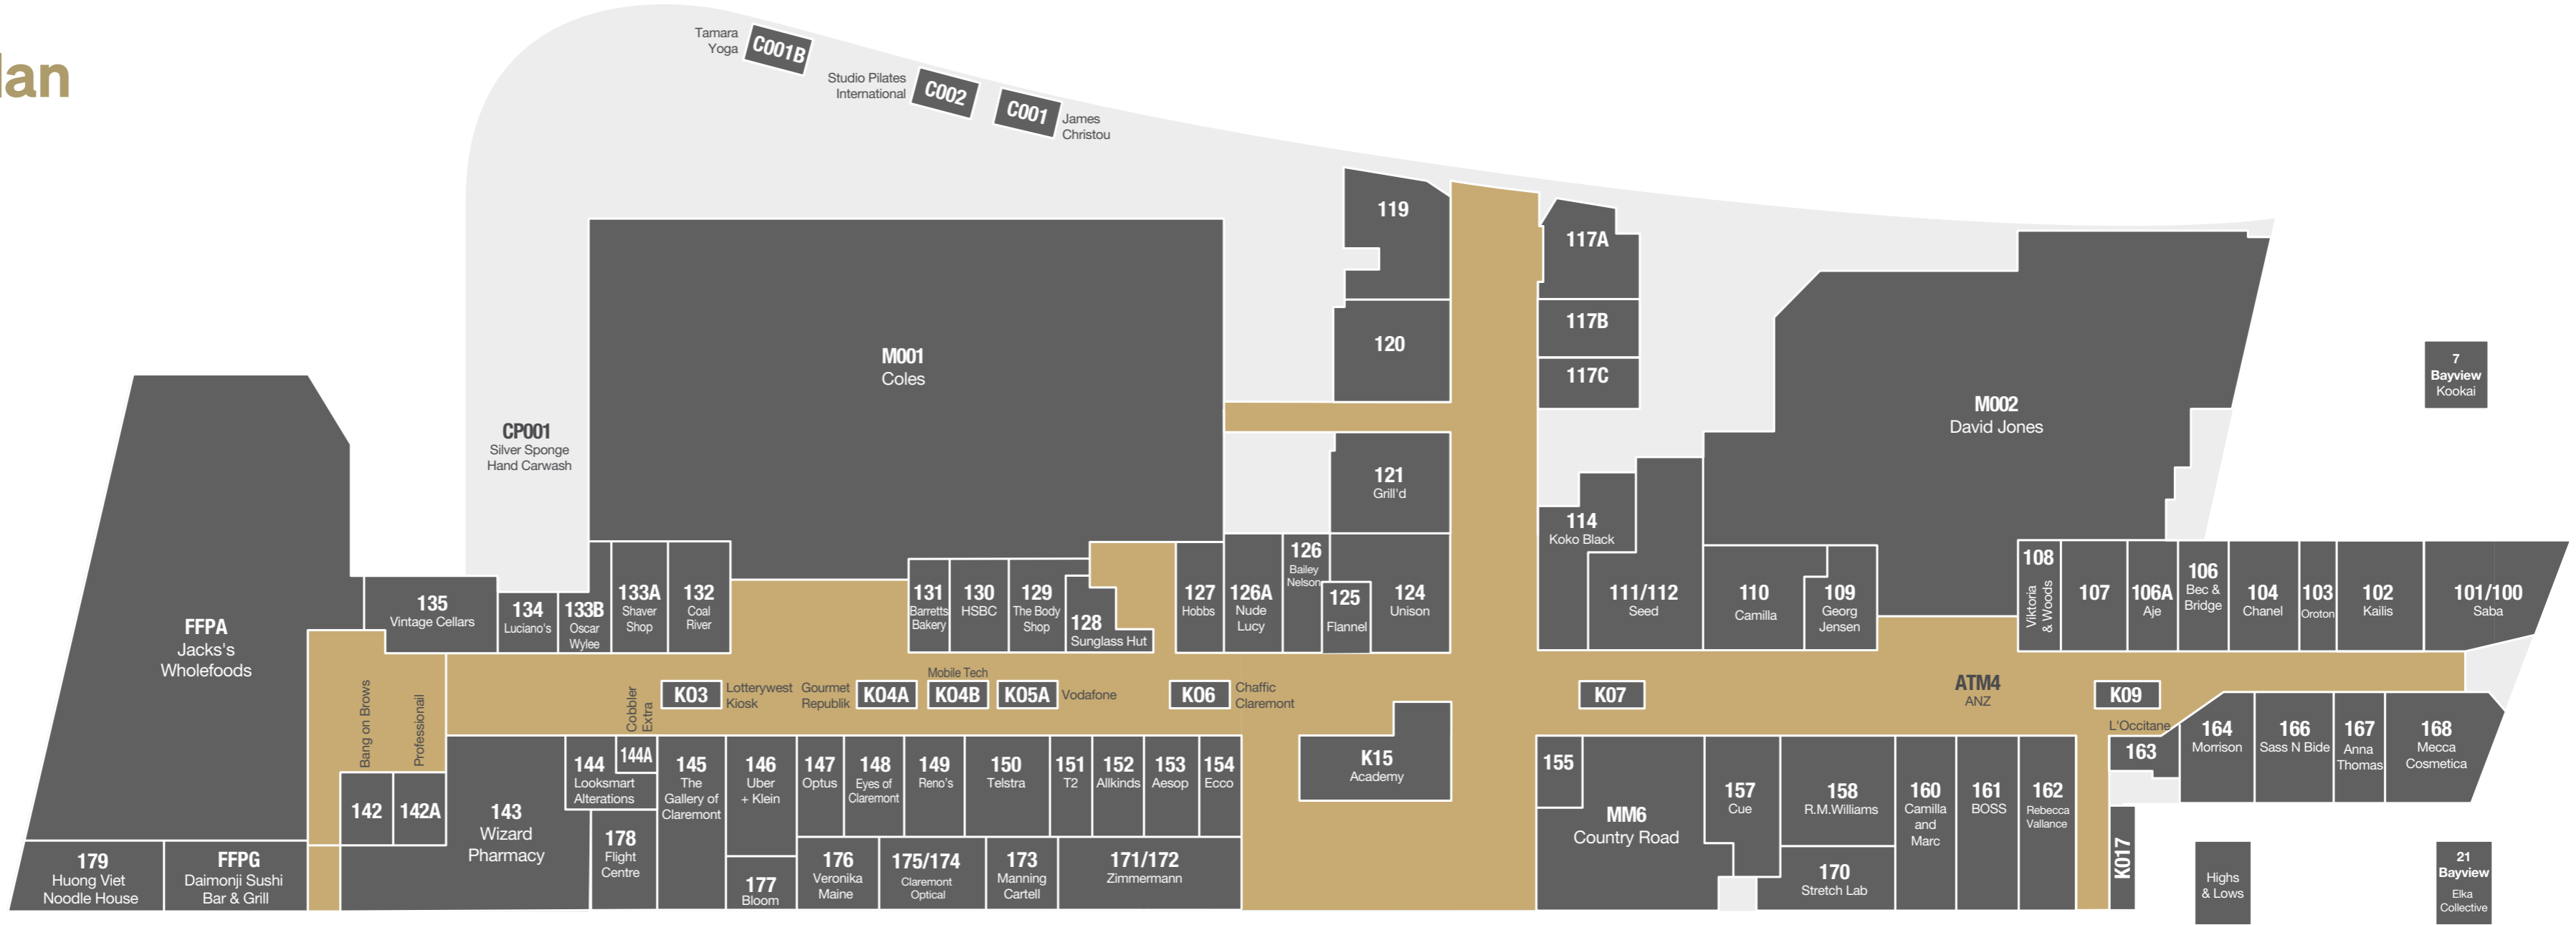 lan
Tamara
Yoga
C001B
Studio Pilates
International
C002
C001
James
Christou
119
117A
117B
120
117C
M001
Coles
M002
David Jones
7
Bayview
Kookai
CP001
Silver Sponge
Hand Carwash
121
Grill'd
114
Koko Black
FFPA
Jacks's
Wholefoods
135
Vintage Cellars
134
Luciano's
133B
Oscar
Wylee
133A
Shaver
Shop
132
Coal
River
131
Barretts
Bakery
130
HSBC
129
The Body
Shop
128
Sunglass Hut
127
Hobbs
126A
Nude
Lucy
126
Bailey
Nelson
125
Flannel
124
Unison
111/112
Seed
110
Camilla
109
Georg
Jensen
108
Viktoria
& Woods
107
106A
Aje
106
Bec &
Bridge
104
Chanel
103
Oroton
102
Kailis
101/100
Saba
Bang on Brows
Professionail
Cobbler
Extra
K03
Lotterywest
Kiosk
Gourmet
Republik
K04A
Mobile Tech
K04B
K05A
Vodafone
K06
Chaffic
Claremont
K07
ATM4
ANZ
K09
L'Occitane
142
142A
143
Wizard
Pharmacy
144
Looksmart
Alterations
144A
145
The
Gallery of
Claremont
146
Uber
+ Klein
147
Optus
148
Eyes of
Claremont
149
Reno's
150
Telstra
151
T2
152
Allkinds
153
Aesop
154
Ecco
K15
Academy
155
MM6
Country Road
157
Cue
158
R.M.Williams
160
Camilla
and
Marc
161
BOSS
162
Rebecca
Vallance
163
164
Morrison
166
Sass N Bide
167
Anna
Thomas
168
Mecca
Cosmetica
179
Huong Viet
Noodle House
FFPG
Daimonji Sushi
Bar & Grill
178
Flight
Centre
177
Bloom
176
Veronika
Maine
175/174
Claremont
Optical
173
Manning
Cartell
171/172
Zimmermann
170
Stretch Lab
K017
Highs
& Lows
21
Bayview
Elka
Collective